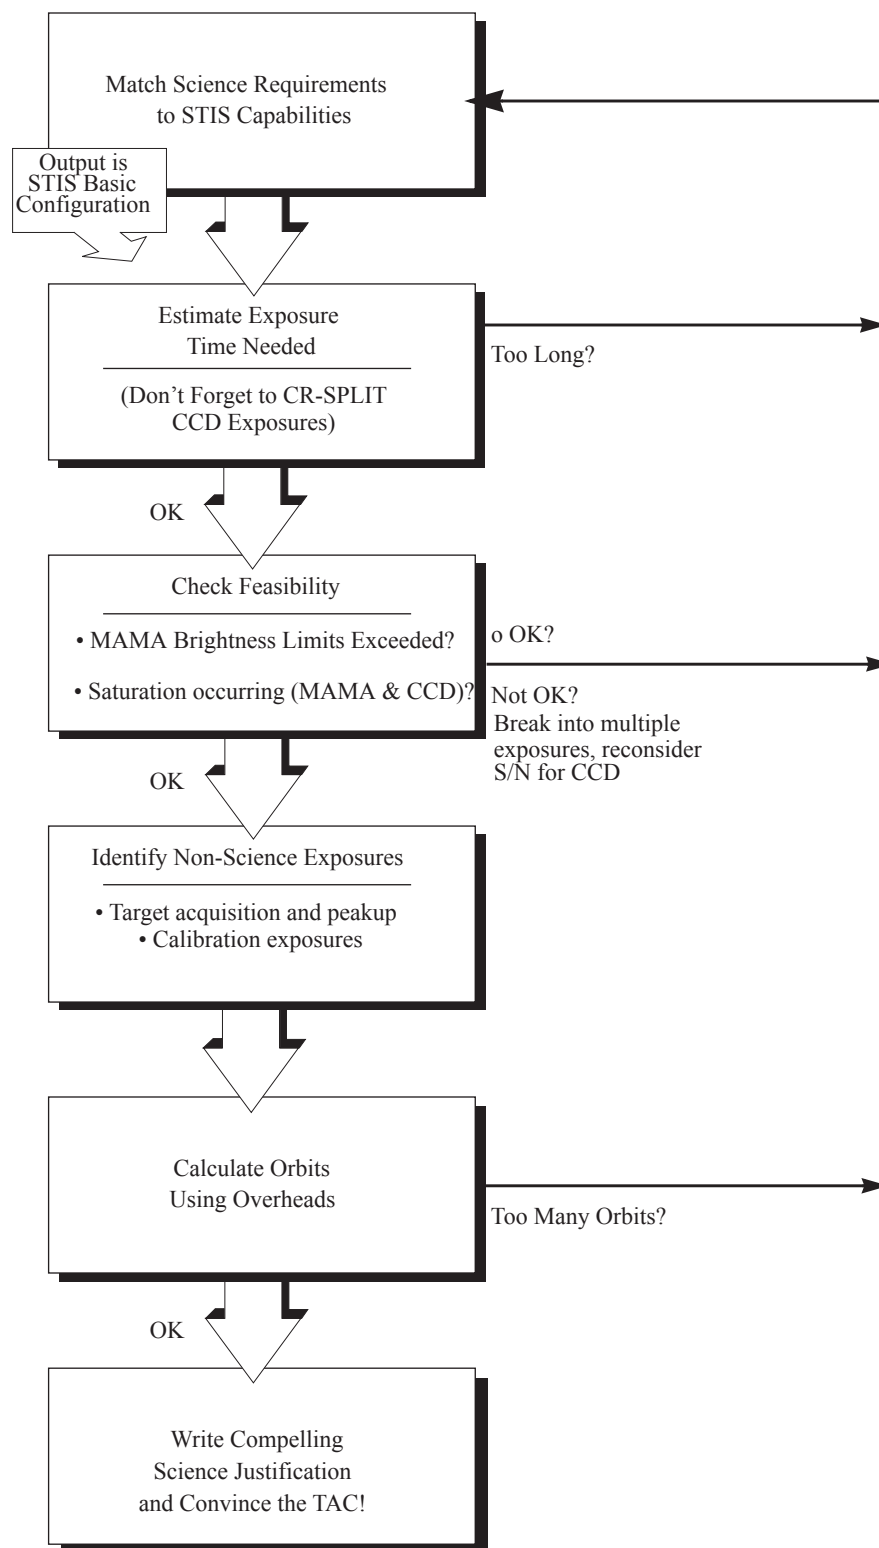 Match Science Requirements
to STIS Capabilities
Output is
STIS Basic
Configuration
Estimate Exposure
Time Needed
(Don't Forget to CR-SPLIT
CCD Exposures)
Too Long?
OK
Check Feasibility
• MAMA Brightness Limits Exceeded?
• Saturation occurring (MAMA & CCD)?
o OK?
Not OK?
Break into multiple
exposures, reconsider
S/N for CCD
OK
Identify Non-Science Exposures
• Target acquisition and peakup
• Calibration exposures
Calculate Orbits
Using Overheads
Too Many Orbits?
OK
Write Compelling
Science Justification
and Convince the TAC!